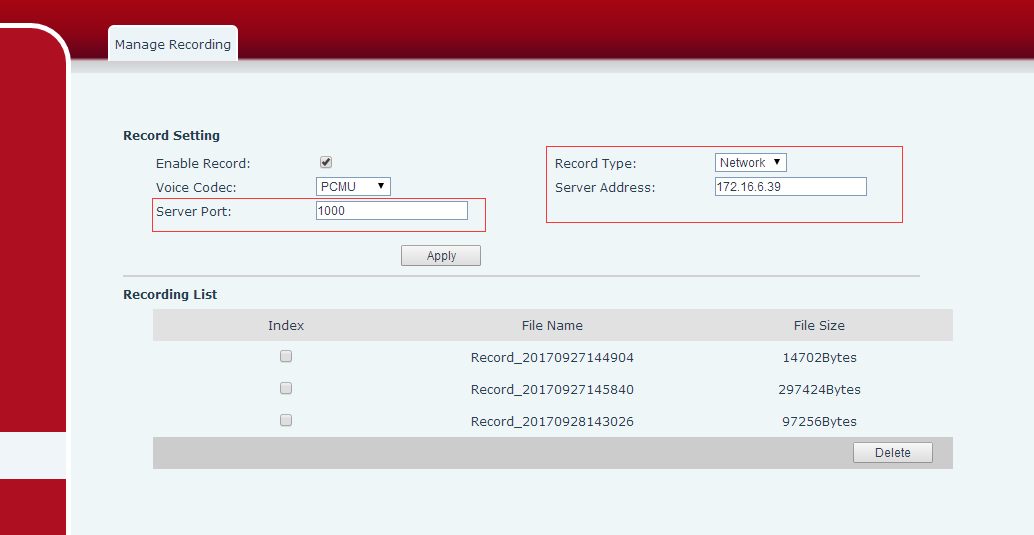 Manage Recording
Record Setting
Enable Record:
Record Type: Network
Voice Codec: PCMU
Server Address: 172.16.6.39
Server Port: 1000
Apply
Recording List
Index File Name File Size
Record_20170927144904 14702Bytes
Record_20170927145840 297424Bytes
Record_20170928143026 97256Bytes
Delete